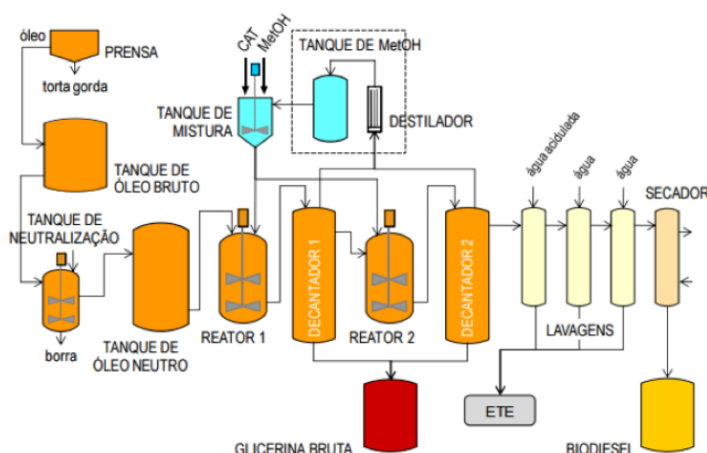 óleo
PRENSA
torta gorda
CAT
MetOH
TANQUE DE MetOH
TANQUE DE
MISTURA
DESTILADOR
TANQUE DE
ÓLEO BRUTO
TANQUE DE
NEUTRALIZAÇÃO
borra
TANQUE DE
ÓLEO NEUTRO
REATOR 1
DECANTADOR 1
REATOR 2
DECANTADOR 2
água acidulada
água
água
SECADOR
LAVAGENS
ETE
GLICERINA BRUTA
BIODIESEL